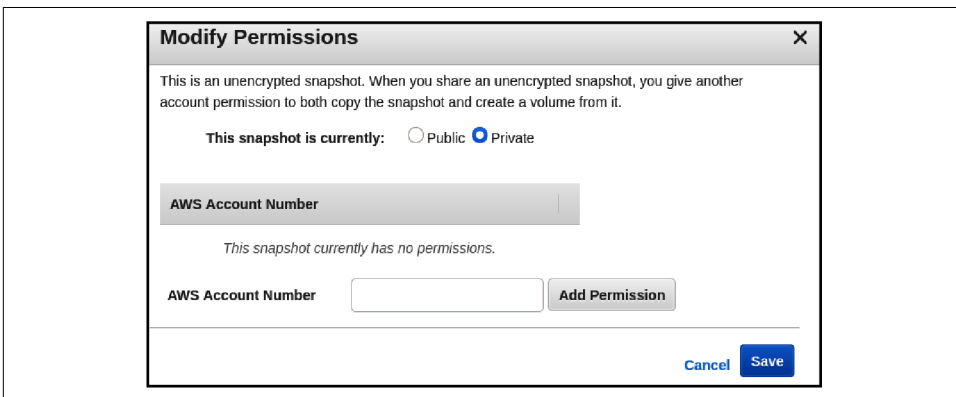 Modify Permissions
This is an unencrypted snapshot. When you share an unencrypted snapshot, you give another
account permission to both copy the snapshot and create a volume from it.
This snapshot is currently: Public Private
AWS Account Number
This snapshot currently has no permissions.
AWS Account Number Add Permission
Cancel Save